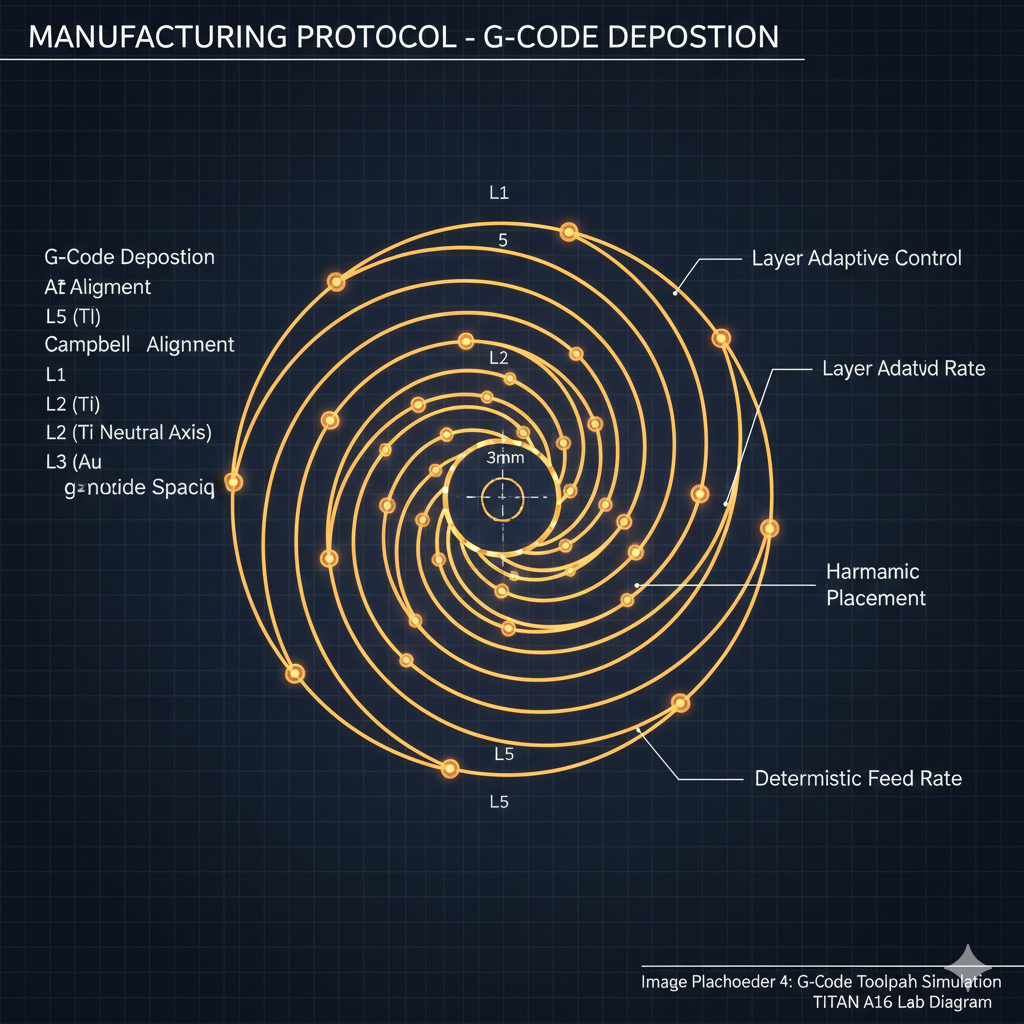 MANUFACTURING PROTOCOL - G-CODE DEPOSTION
L1
5
G-Code Depostion
Aligment
L5 (TI)
Campbell Alignnent
L1
L2 (Ti)
L2 (Ti Neutral Axis)
L3 (Au
Spaciq
L2
3mm
Layer Adaptive Control
Layer Rate
Harmamic
Placement
L5
L5
Determistic Feed Rate
Image Plachoeder 4: G-Code Toolpah Simulation
TITAN A16 Lab Diagram